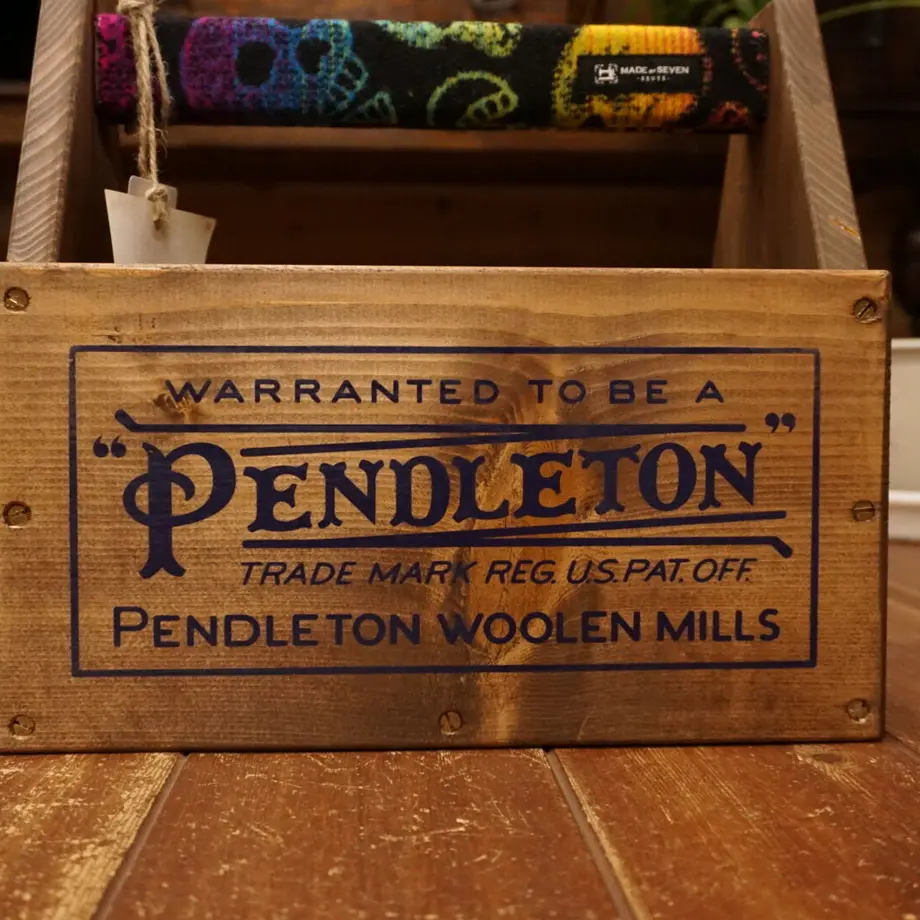 MADE BY SEVEN
WARRANTED TO BE A
"PENDLETON"
TRADE MARK REG. U.S. PAT. OFF.
PENDLETON WOOLEN MILLS